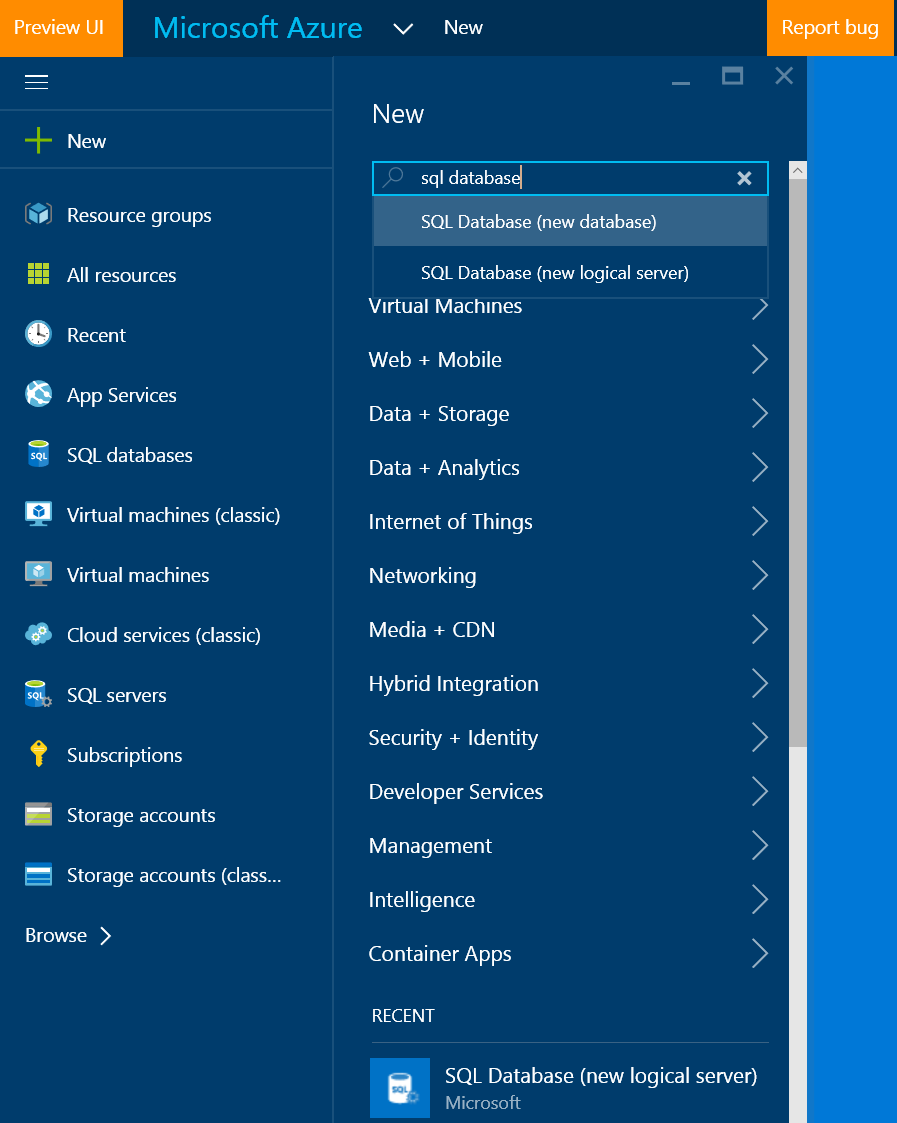 Preview UI
Microsoft Azure
New
Report bug
New
Resource groups
All resources
Recent
App Services
SQL databases
SQL
Virtual machines (classic)
Virtual machines
Cloud services (classic)
SQL servers
SQL
Subscriptions
Storage accounts
Storage accounts (class...
Browse
New
sql database
SQL Database (new database)
SQL Database (new logical server)
Virtual Machines
Web + Mobile
Data + Storage
Data + Analytics
Internet of Things
Networking
Media + CDN
Hybrid Integration
Security + Identity
Developer Services
Management
Intelligence
Container Apps
RECENT
SQL
SQL Database (new logical server)
Microsoft